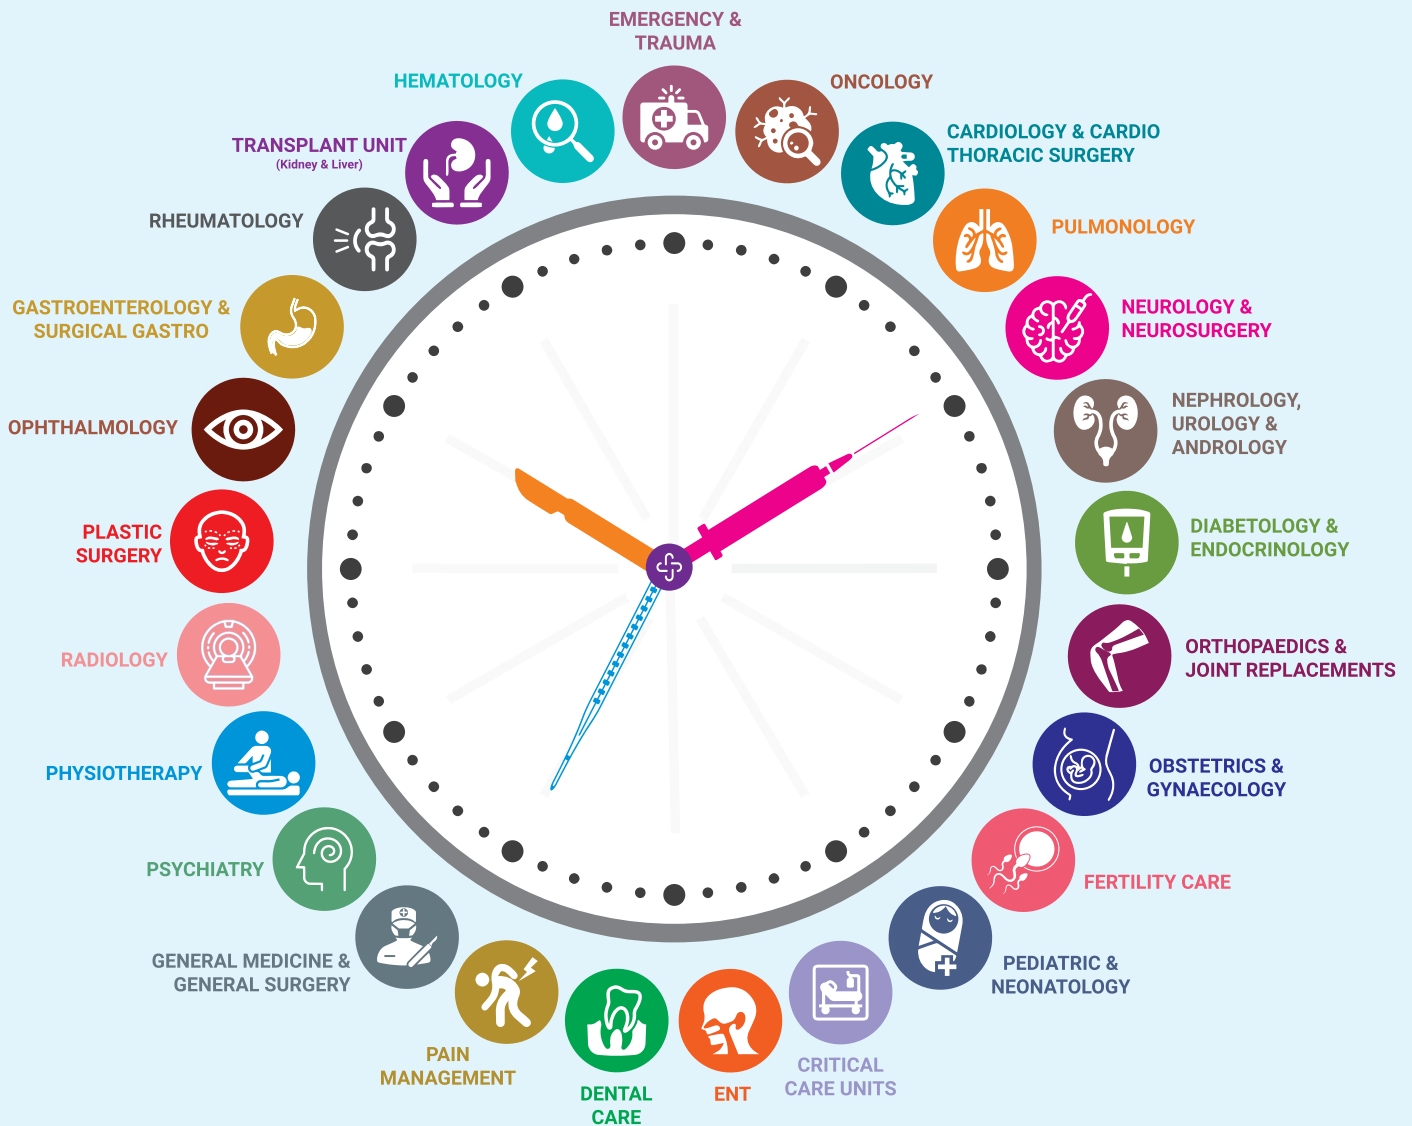 EMERGENCY &
TRAUMA
ONCOLOGY
CARDIOLOGY & CARDIO
THORACIC SURGERY
PULMONOLOGY
NEUROLOGY &
NEUROSURGERY
NEPHROLOGY,
UROLOGY &
ANDROLOGY
DIABETOLOGY &
ENDOCRINOLOGY
ORTHOPAEDICS &
JOINT REPLACEMENTS
OBSTETRICS &
GYNAECOLOGY
FERTILITY CARE
PEDIATRIC &
NEONATOLOGY
CRITICAL
CARE UNITS
ENT
DENTAL
CARE
PAIN
MANAGEMENT
GENERAL MEDICINE &
GENERAL SURGERY
PSYCHIATRY
PHYSIOTHERAPY
RADIOLOGY
PLASTIC
SURGERY
OPHTHALMOLOGY
GASTROENTEROLOGY &
SURGICAL GASTRO
RHEUMATOLOGY
TRANSPLANT UNIT
(Kidney & Liver)
HEMATOLOGY